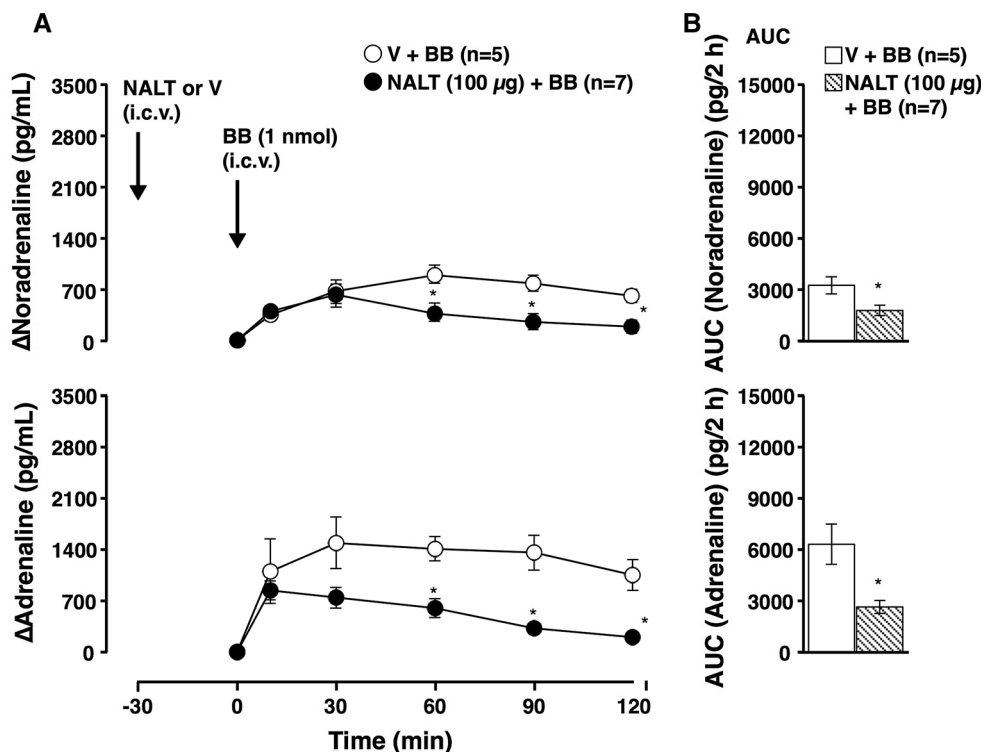 A
V + BB (n=5)
NALT (100 µg) + BB (n=7)
NALT or V
(i.c.v.)
BB (1 nmol)
(i.c.v.)
ΔNoradrenaline (pg/mL)
3500
2800
2100
1400
700
0
*
*
*
ΔAdrenaline (pg/mL)
3500
2800
2100
1400
700
0
*
*
*
-30
0
30
60
90
120
Time (min)
B
AUC
V + BB (n=5)
NALT (100 µg)
+ BB (n=7)
AUC (Noradrenaline) (pg/2 h)
15000
12000
9000
6000
3000
0
*
AUC (Adrenaline) (pg/2 h)
15000
12000
9000
6000
3000
0
*